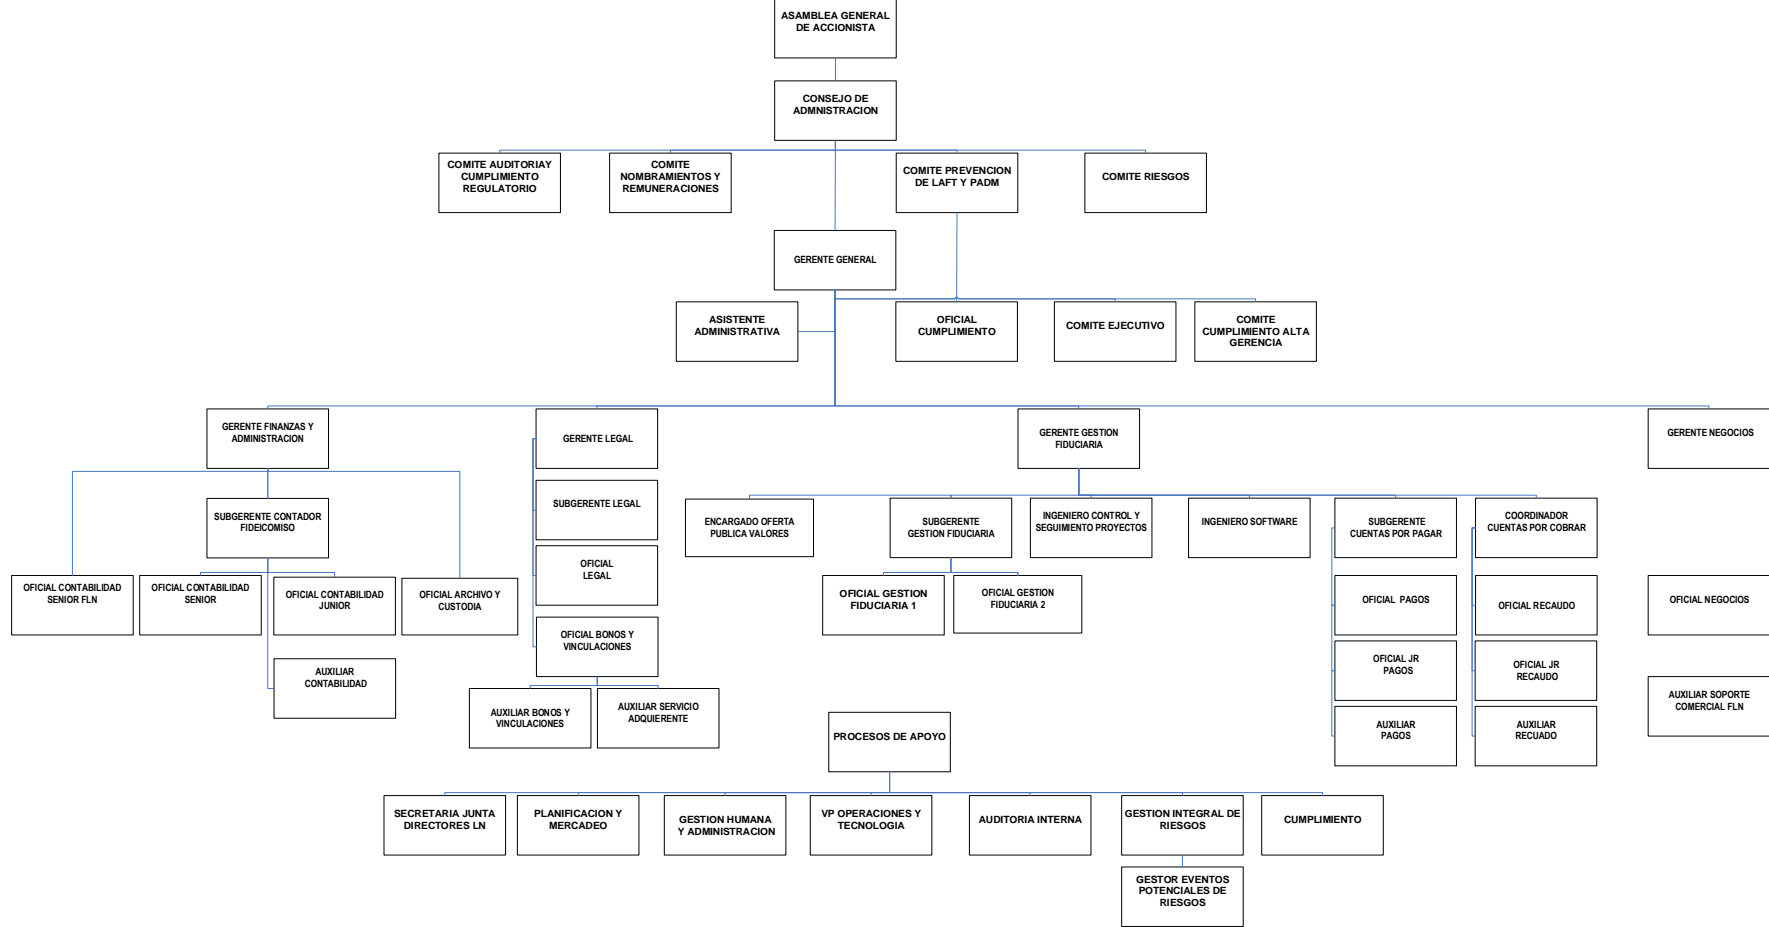 ASAMBLEA GENERAL
DE ACCIONISTA
CONSEJO DE
ADMNISTRACION
COMITE AUDITORIAY
CUMPLIMIENTO
REGULATORIO
COMITE
NOMBRAMIENTOS Y
REMUNERACIONES
COMITE PREVENCION
DE LAFT Y PADM
COMITE RIESGOS
GERENTE GENERAL
ASISTENTE
ADMINISTRATIVA
OFICIAL
CUMPLIMIENTO
COMITE EJECUTIVO
COMITE
CUMPLIMIENTO ALTA
GERENCIA
GERENTE FINANZAS Y
ADMINISTRACION
GERENTE LEGAL
GERENTE GESTION
FIDUCIARIA
GERENTE NEGOCIOS
SUBGERENTE CONTADOR
FIDEICOMISO
SUBGERENTE LEGAL
ENCARGADO OFERTA
PUBLICA VALORES
SUBGERENTE
GESTION FIDUCIARIA
INGENIERO CONTROL Y
SEGUIMIENTO PROYECTOS
INGENIERO SOFTWARE
SUBGERENTE
CUENTAS POR PAGAR
COORDINADOR
CUENTAS POR COBRAR
OFICIAL CONTABILIDAD
SENIOR FLN
OFICIAL CONTABILIDAD
SENIOR
OFICIAL CONTABILIDAD
JUNIOR
OFICIAL ARCHIVO Y
CUSTODIA
OFICIAL
LEGAL
OFICIAL GESTION
FIDUCIARIA 1
OFICIAL GESTION
FIDUCIARIA 2
OFICIAL PAGOS
OFICIAL RECAUDO
OFICIAL NEGOCIOS
AUXILIAR
CONTABILIDAD
OFICIAL BONOS Y
VINCULACIONES
OFICIAL JR
PAGOS
OFICIAL JR
RECAUDO
AUXILIAR SOPORTE
COMERCIAL FLN
AUXILIAR BONOS Y
VINCULACIONES
AUXILIAR SERVICIO
ADQUIERENTE
AUXILIAR
PAGOS
AUXILIAR
RECUADO
PROCESOS DE APOYO
SECRETARIA JUNTA
DIRECTORES LN
PLANIFICACION Y
MERCADEO
GESTION HUMANA
Y ADMINISTRACION
VP OPERACIONES Y
TECNOLOGIA
AUDITORIA INTERNA
GESTION INTEGRAL DE
RIESGOS
CUMPLIMIENTO
GESTOR EVENTOS
POTENCIALES DE
RIESGOS